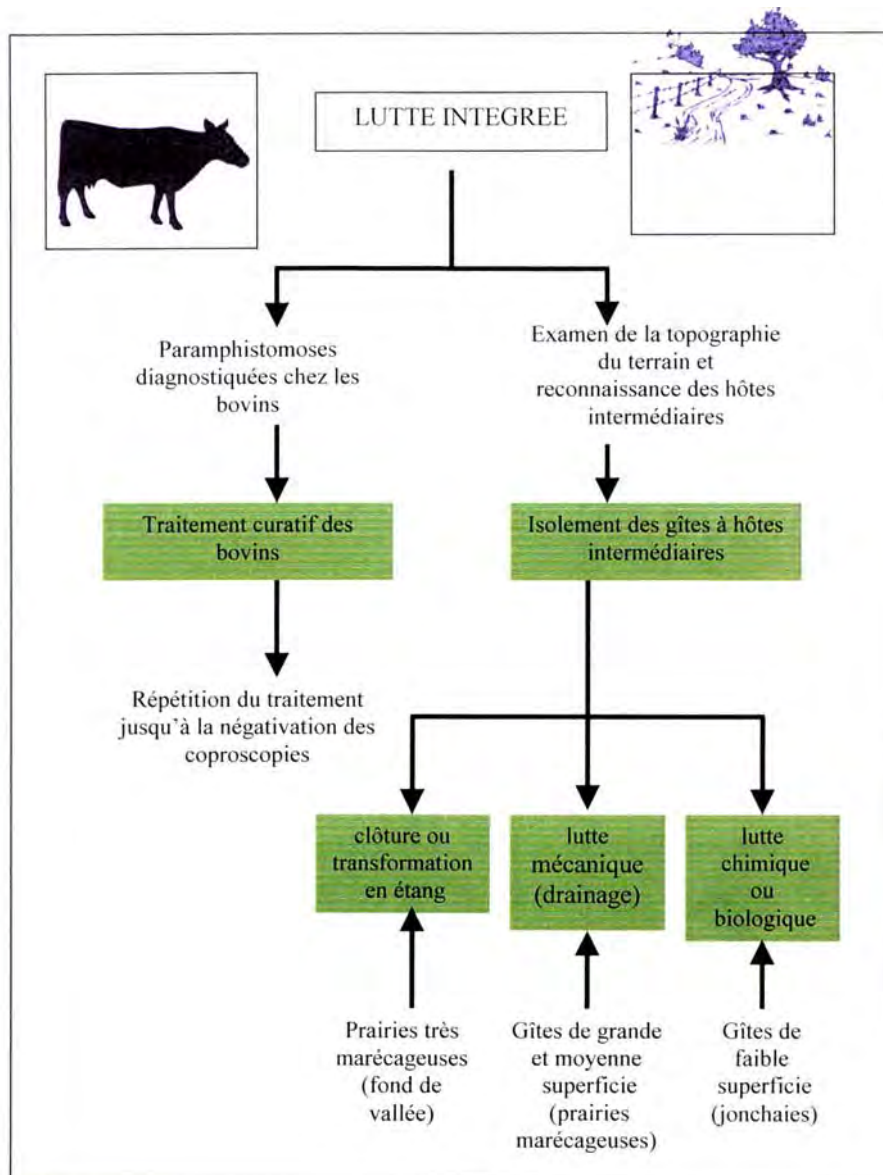 LUTTE INTEGREE
Paramphistomoses
diagnostiquées chez les
bovins
Examen de la topographie
du terrain et
reconnaissance des hôtes
intermédiaires
Traitement curatif des
bovins
Isolement des gîtes à hôtes
intermédiaires
Répétition du traitement
jusqu'à la négativation des
coproscopies
clôture ou
transformation
en étang
lutte
mécanique
(drainage)
lutte
chimique
ou
biologique
Prairies très
marécageuses
(fond de
vallée)
Gîtes de grande
et moyenne
superficie
(prairies
marécageuses)
Gîtes de
faible
superficie
(jonchaies)